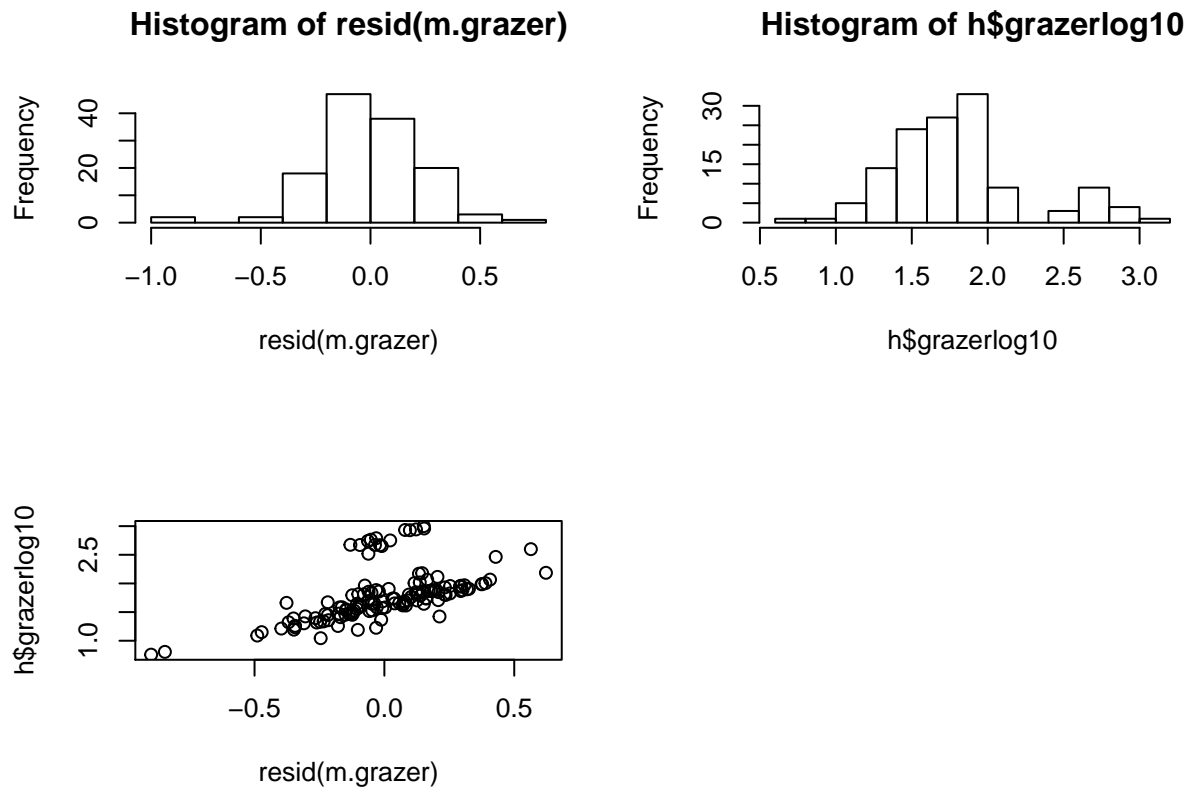 Histogram of resid(m.grazer)
Frequency
0 20 40
−1.0 −0.5 0.0 0.5
resid(m.grazer)
Histogram of h$grazerlog10
Frequency
0 15 30
0.5 1.0 1.5 2.0 2.5 3.0
h$grazerlog10
h$grazerlog10
1.0 2.5
−0.5 0.0 0.5
resid(m.grazer)